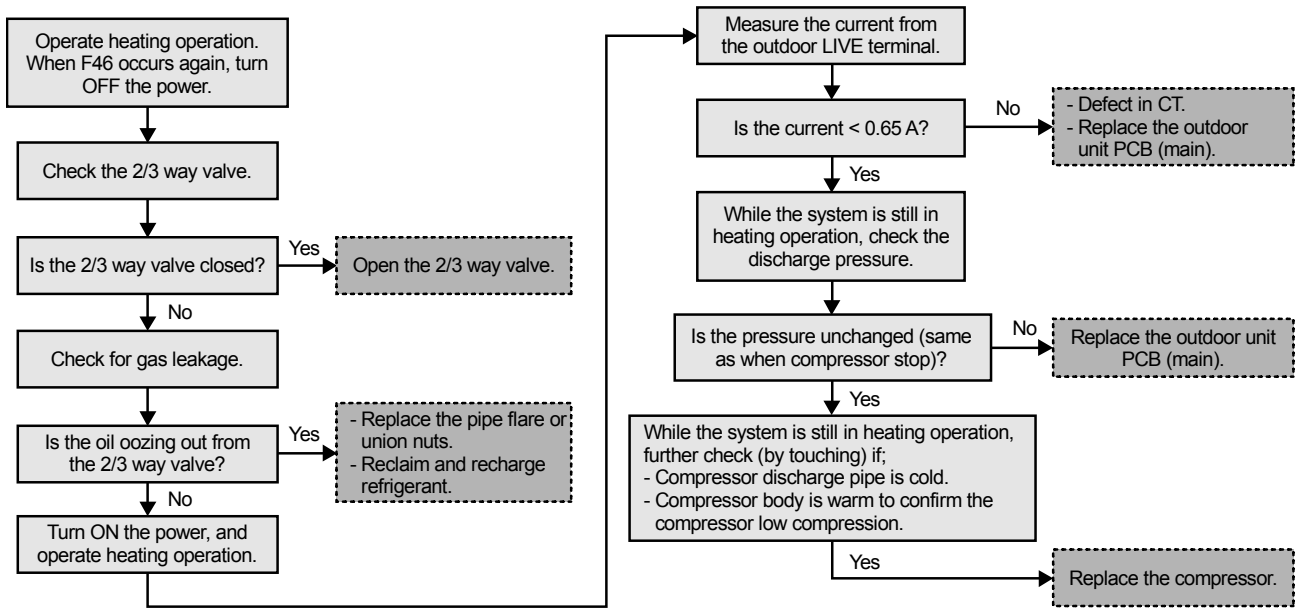 Operate heating operation.
When F46 occurs again, turn
OFF the power.
Check the 2/3 way valve.
Is the 2/3 way valve closed?
Yes
Open the 2/3 way valve.
No
Check for gas leakage.
Is the oil oozing out from
the 2/3 way valve?
Yes
- Replace the pipe flare or
union nuts.
- Reclaim and recharge
refrigerant.
No
Turn ON the power, and
operate heating operation.
Measure the current from
the outdoor LIVE terminal.
Is the current < 0.65 A?
No
- Defect in CT.
- Replace the outdoor
unit PCB (main).
Yes
While the system is still in
heating operation, check the
discharge pressure.
Is the pressure unchanged (same
as when compressor stop)?
No
Replace the outdoor unit
PCB (main).
Yes
While the system is still in heating operation,
further check (by touching) if;
- Compressor discharge pipe is cold.
- Compressor body is warm to confirm the
compressor low compression.
Yes
Replace the compressor.